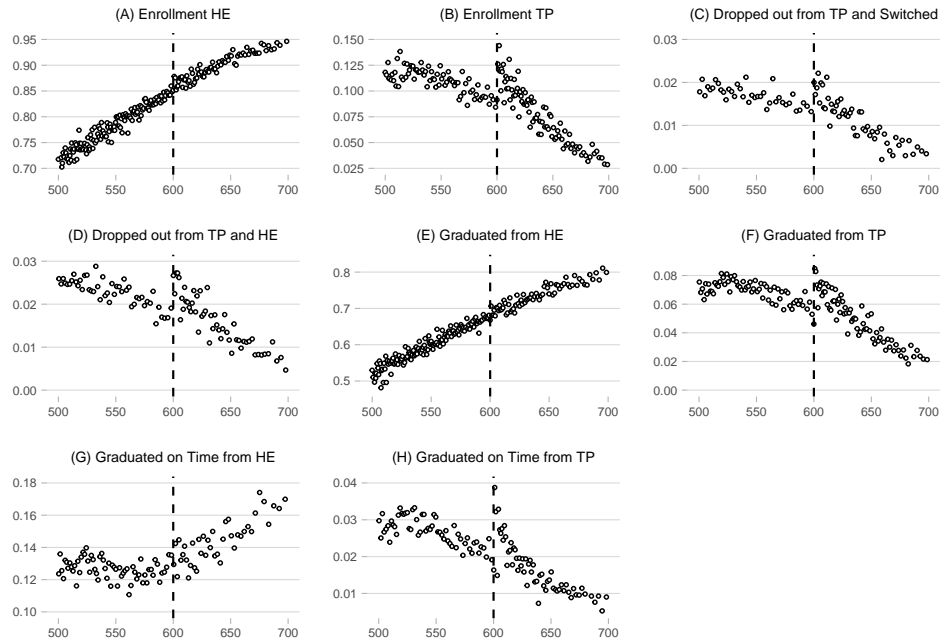 (A) Enrollment HE
0.95
0.90
0.85
0.80
0.75
0.70
500 550 600 650 700
(B) Enrollment TP
0.150
0.125
0.100
0.075
0.050
0.025
500 550 600 650 700
(C) Dropped out from TP and Switched
0.03
0.02
0.01
0.00
500 550 600 650 700
(D) Dropped out from TP and HE
0.03
0.02
0.01
0.00
500 550 600 650 700
(E) Graduated from HE
0.8
0.7
0.6
0.5
500 550 600 650 700
(F) Graduated from TP
0.08
0.06
0.04
0.02
0.00
500 550 600 650 700
(G) Graduated on Time from HE
0.18
0.16
0.14
0.12
0.10
500 550 600 650 700
(H) Graduated on Time from TP
0.04
0.03
0.02
0.01
500 550 600 650 700